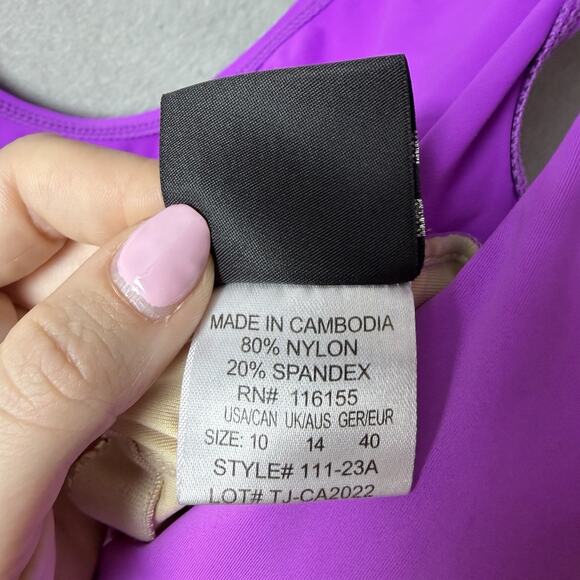 MADE IN CAMBODIA
80% NYLON
20% SPANDEX
RN# 116155
USA/CAN UK/AUS GER/EUR
SIZE: 10 14 40
STYLE# 111-23A
LOT# TJ-CA2022